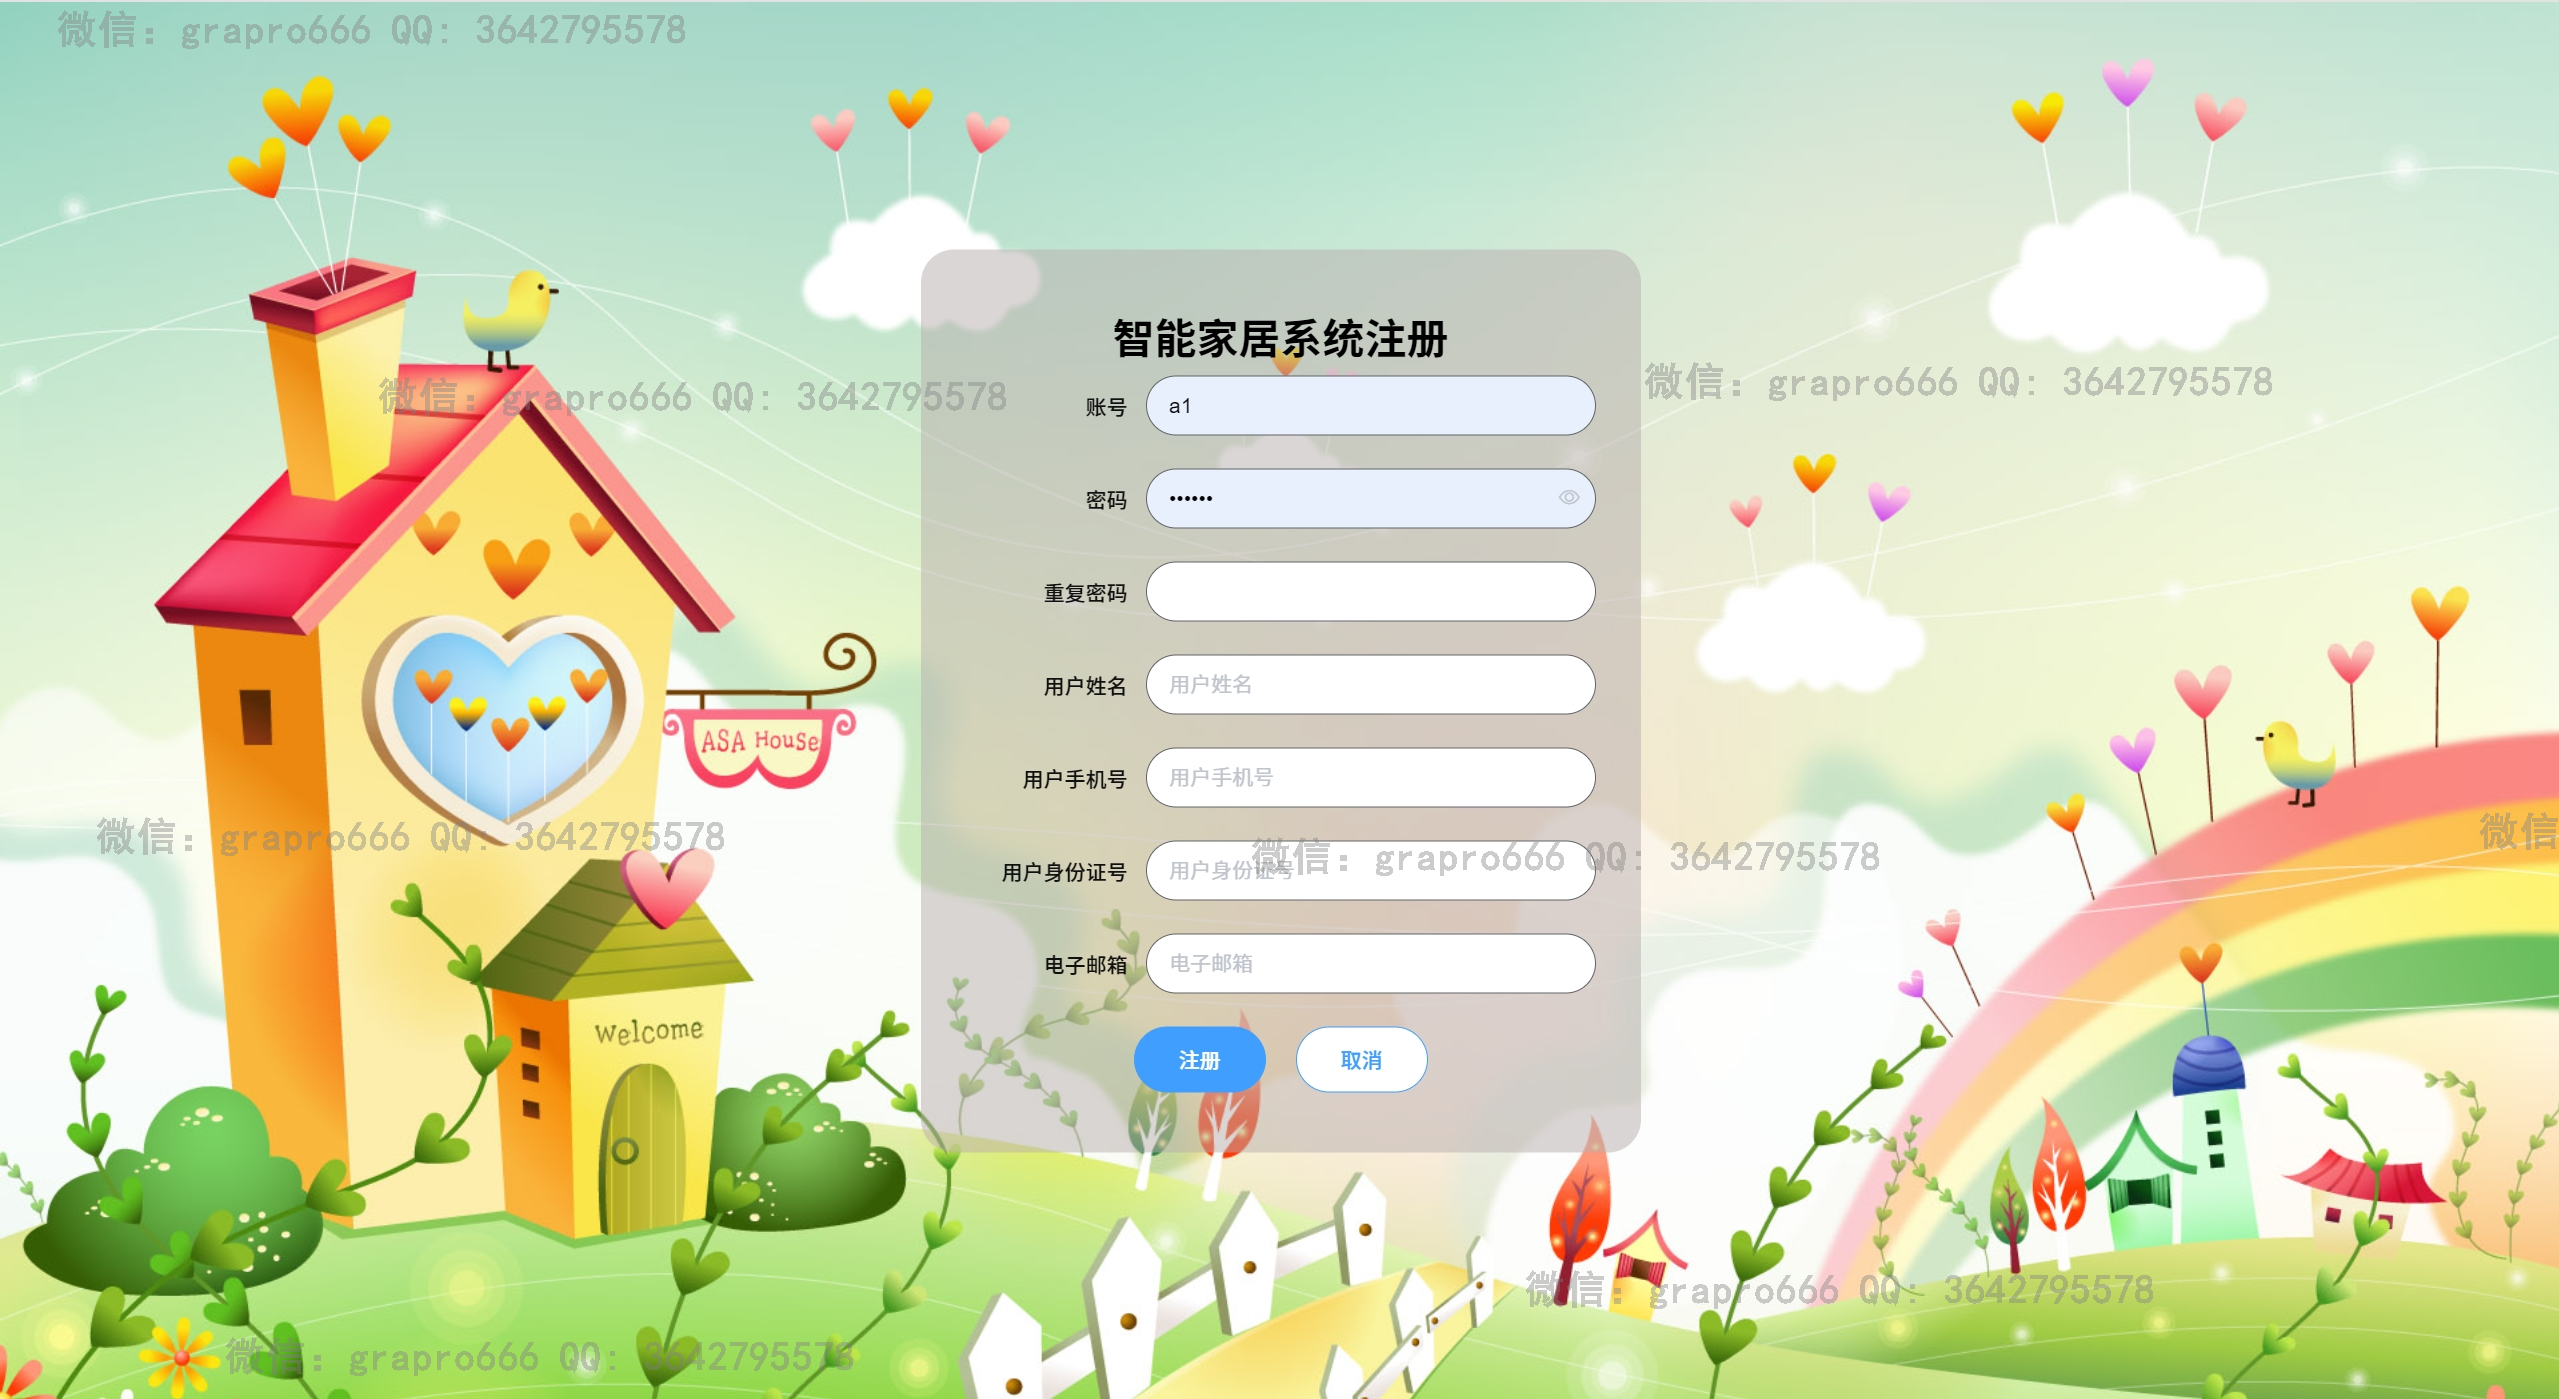 微信：grapro666 QQ：3642795578
智能家居系统注册
微信：grapro666 QQ：3642795578
微信：grapro666 QQ：3642795578
账号 a1
密码 ••••••
重复密码
用户姓名 用户姓名
ASA House
用户手机号 用户手机号
微信：grapro666 QQ：3642795578
微信：grapro666 QQ：3642795578
微信
用户身份证号 用户身份证号
电子邮箱 电子邮箱
Welcome
注册 取消
微信：grapro666 QQ：3642795578
微信：grapro666 QQ：3642795578